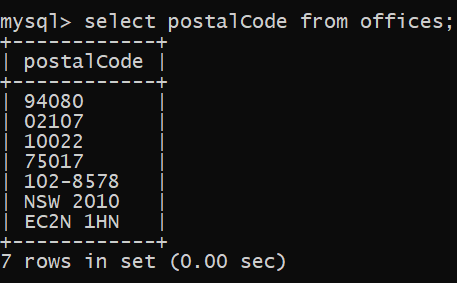 mysql> select postalCode from offices;
+------------+
| postalCode |
+------------+
| 94080      |
| 02107      |
| 10022      |
| 75017      |
| 102-8578   |
| NSW 2010   |
| EC2N 1HN   |
+------------+
7 rows in set (0.00 sec)